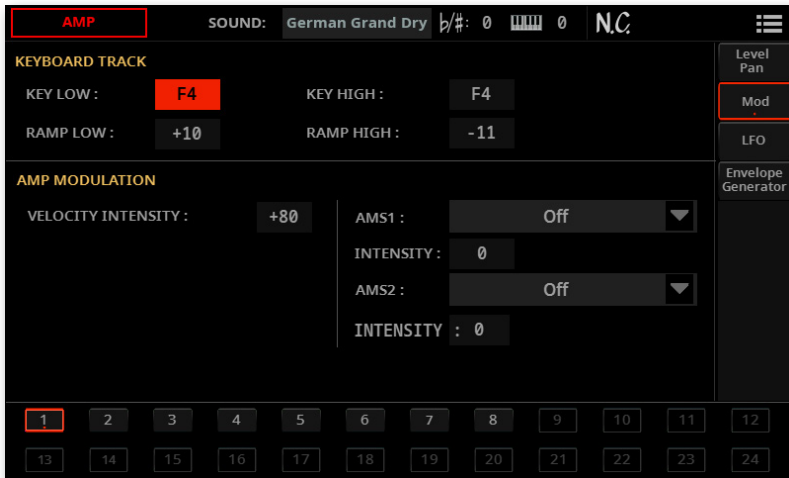 AMP SOUND: German Grand Dry ♭/♯: 0 0 N.C.
Level
Pan
KEYBOARD TRACK
KEY LOW : F4 KEY HIGH : F4
Mod
RAMP LOW : +10 RAMP HIGH : -11
LFO
AMP MODULATION
Envelope
Generator
VELOCITY INTENSITY : +80 AMS1 : Off
INTENSITY : 0
AMS2 : Off
INTENSITY : 0
1 2 3 4 5 6 7 8 9 10 11 12
13 14 15 16 17 18 19 20 21 22 23 24